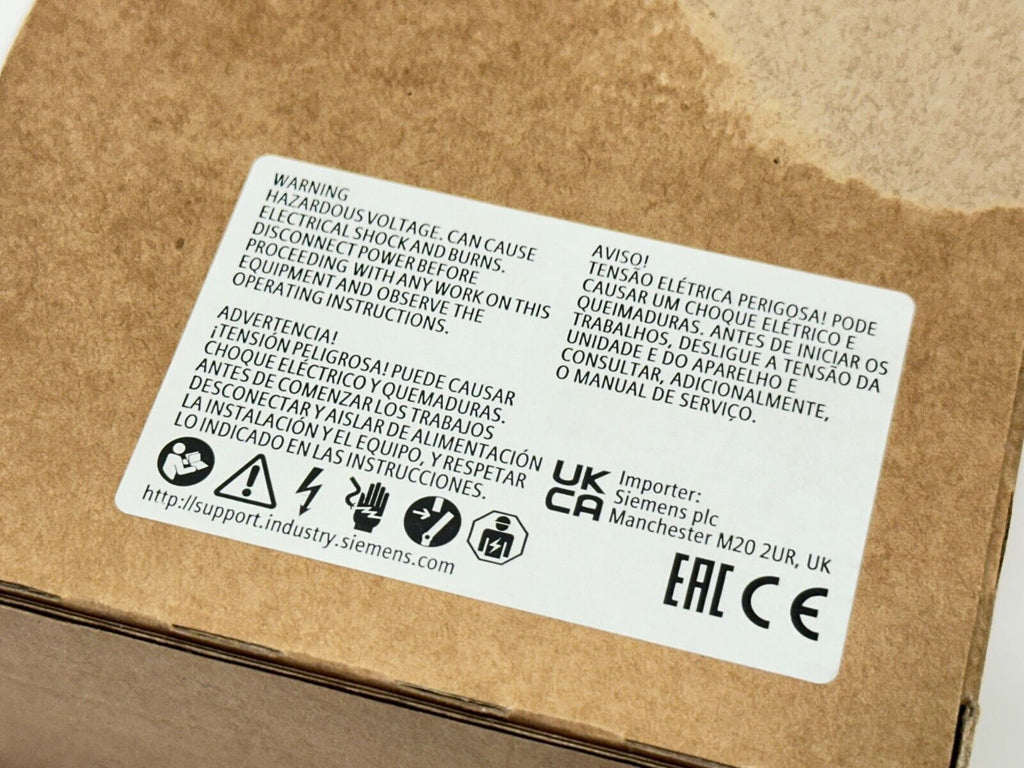 WARNING
HAZARDOUS VOLTAGE. CAN CAUSE
ELECTRICAL SHOCK AND BURNS.
DISCONNECT POWER BEFORE
PROCEEDING WITH ANY WORK ON THIS
EQUIPMENT AND OBSERVE THE
OPERATING INSTRUCTIONS.
ADVERTENCIA!
¡TENSIÓN PELIGROSA! PUEDE CAUSAR
CHOQUE ELÉCTRICO Y QUEMADURAS.
ANTES DE COMENZAR LOS TRABAJOS
DESCONECTAR Y AISLAR DE ALIMENTACIÓN
LA INSTALACIÓN Y EL EQUIPO, Y RESPETAR
LO INDICADO EN LAS INSTRUCCIONES.
http://support.industry.siemens.com
AVISO!
TENSÃO ELÉTRICA PERIGOSA! PODE
CAUSAR UM CHOQUE ELÉTRICO E
QUEIMADURAS. ANTES DE INICIAR OS
TRABALHOS, DESLIGUE A TENSÃO DA
UNIDADE E DO APARELHO E
CONSULTAR, ADICIONALMENTE,
O MANUAL DE SERVIÇO.
UK
CA
Importer:
Siemens plc
Manchester M20 2UR, UK
EAC CE